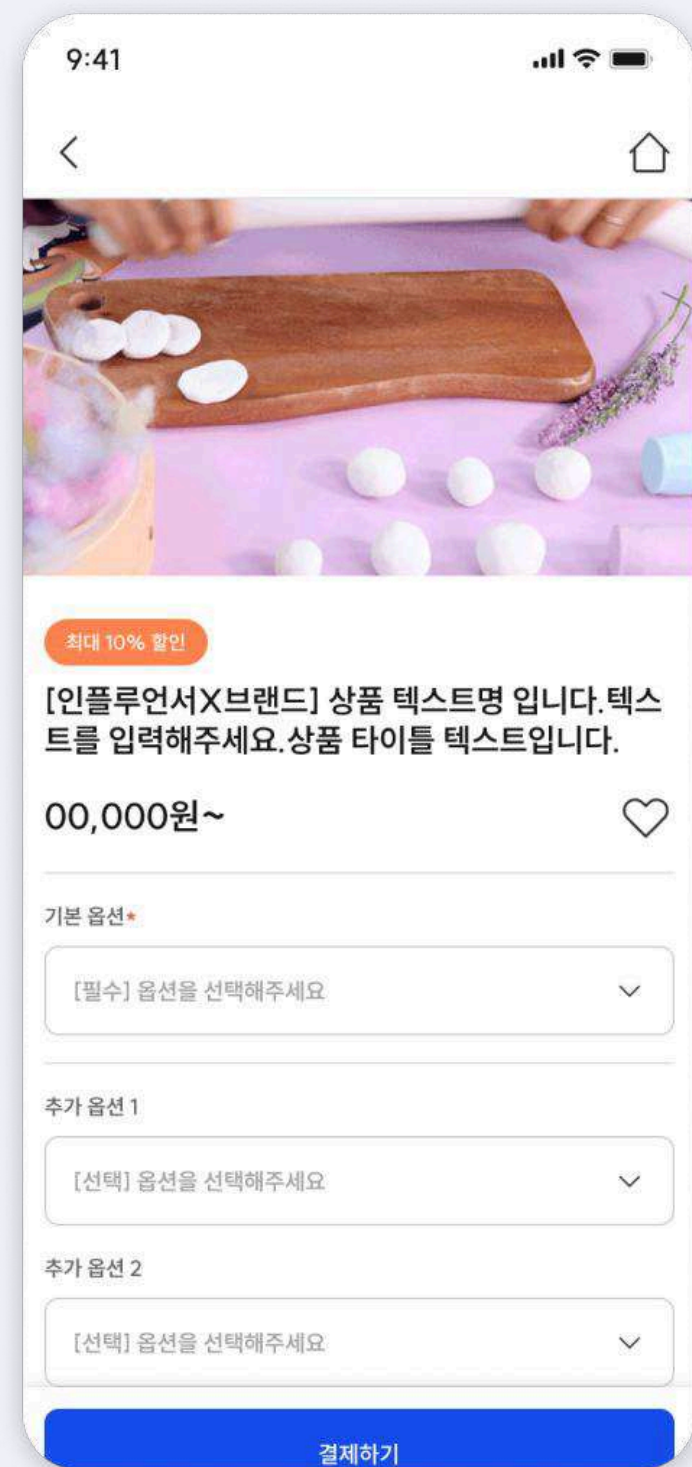 9:41
최대 10% 할인
[인플루언서X브랜드] 상품 텍스트명 입니다.텍스
트를 입력해주세요.상품 타이틀 텍스트입니다.
00,000원~
기본 옵션*
[필수] 옵션을 선택해주세요
추가 옵션 1
[선택] 옵션을 선택해주세요
추가 옵션 2
[선택] 옵션을 선택해주세요
결제하기